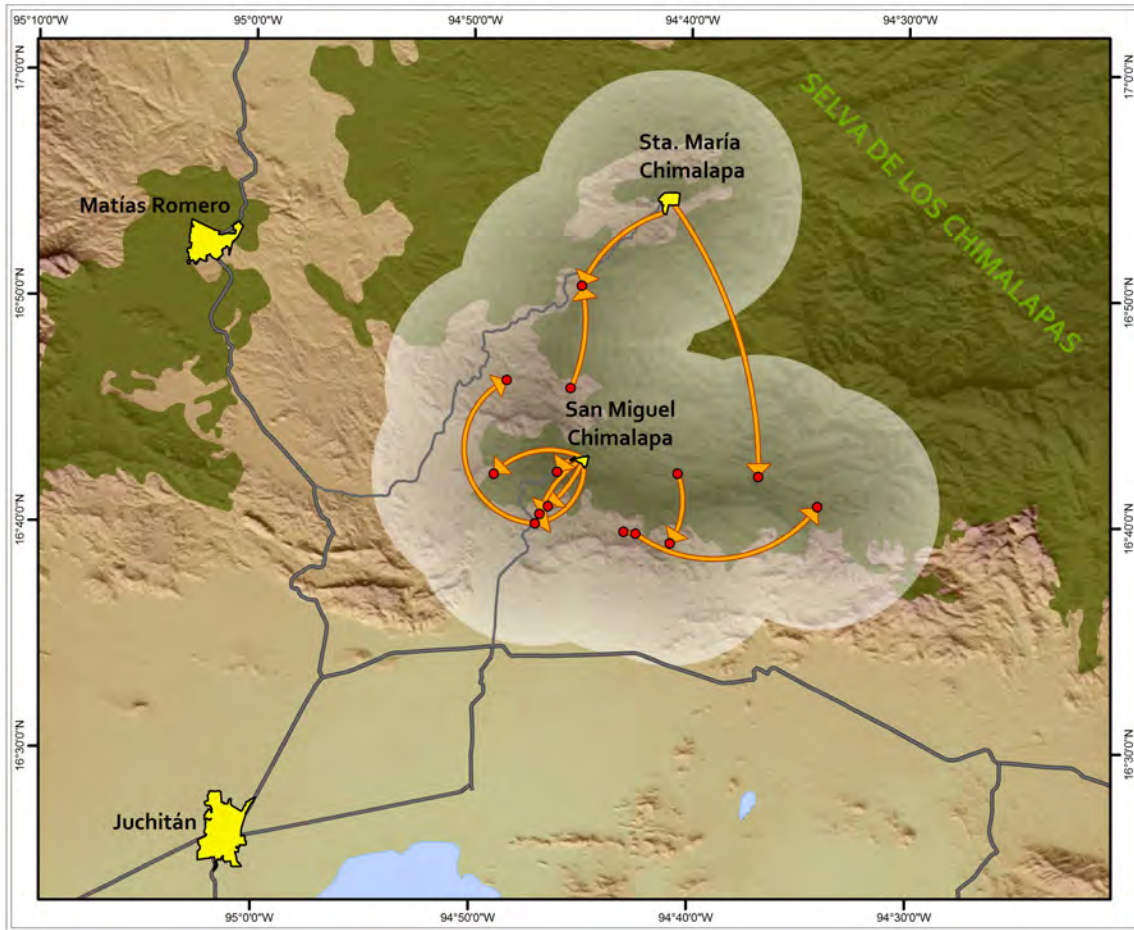 95°10'0"W
95°0'0"W
94°50'0"W
94°40'0"W
94°30'0"W
17°0'0"N
17°0'0"N
SELVA DE LOS CHIMALAPAS
Sta. María
Chimalapa
Matías Romero
16°50'0"N
16°50'0"N
San Miguel
Chimalapa
16°40'0"N
16°40'0"N
16°30'0"N
16°30'0"N
Juchitán
95°0'0"W
94°50'0"W
94°40'0"W
94°30'0"W